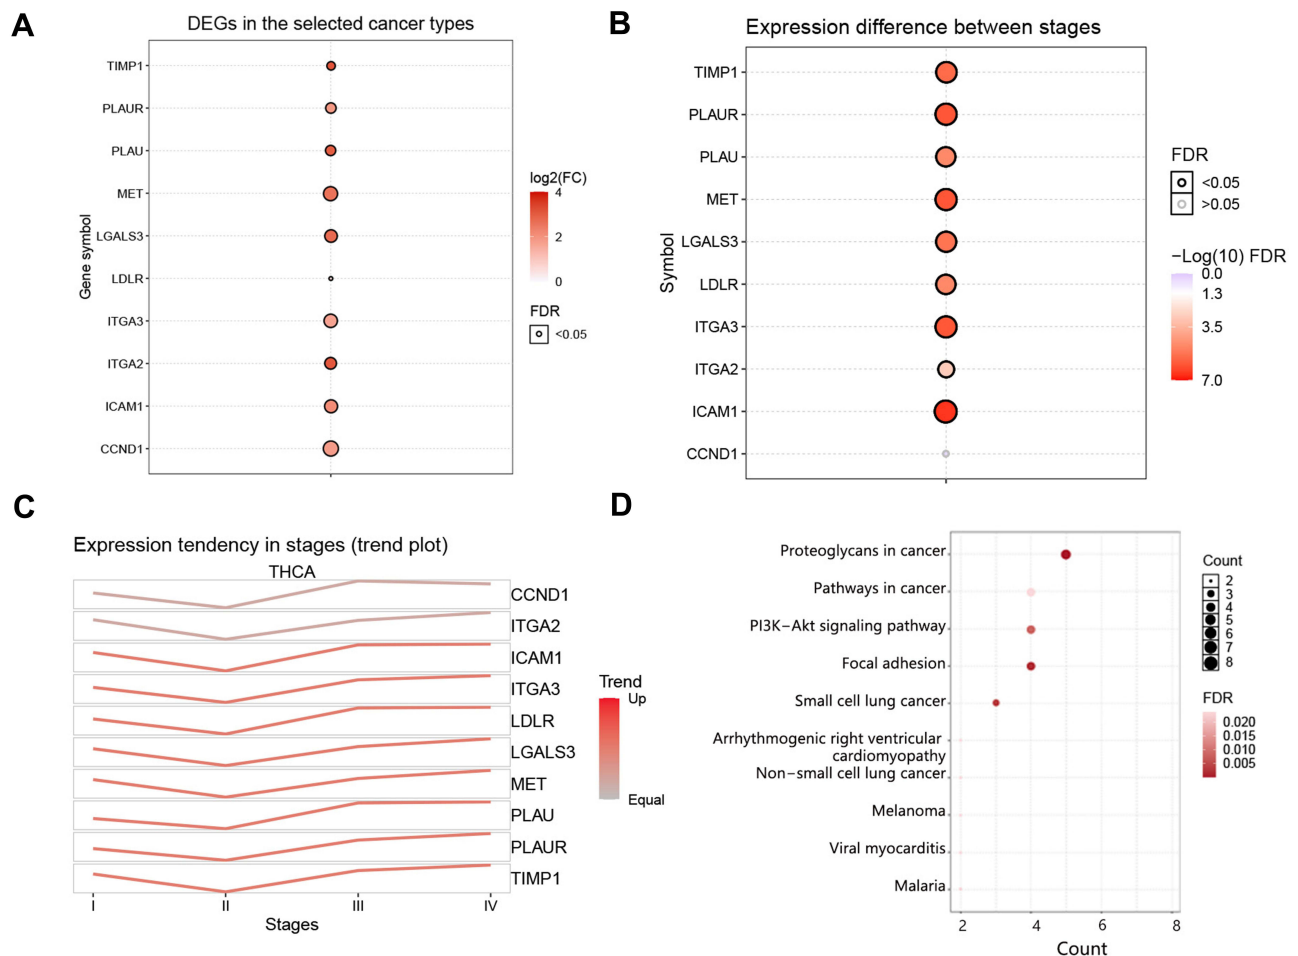 A
DEGs in the selected cancer types
Gene symbol
TIMP1
PLAUR
PLAU
MET
LGALS3
LDLR
ITGA3
ITGA2
ICAM1
CCND1
log2(FC)
4
2
0
FDR
<0.05
B
Expression difference between stages
Symbol
TIMP1
PLAUR
PLAU
MET
LGALS3
LDLR
ITGA3
ITGA2
ICAM1
CCND1
FDR
<0.05
>0.05
−Log(10) FDR
0.0
1.3
3.5
7.0
C
Expression tendency in stages (trend plot)
THCA
CCND1
ITGA2
ICAM1
ITGA3
LDLR
LGALS3
MET
PLAU
PLAUR
TIMP1
I II III IV
Stages
Trend
Up
Equal
D
Proteoglycans in cancer
Pathways in cancer
PI3K−Akt signaling pathway
Focal adhesion
Small cell lung cancer
Arrhythmogenic right ventricular
cardiomyopathy
Non−small cell lung cancer
Melanoma
Viral myocarditis
Malaria
2 4 6 8
Count
Count
2
3
4
5
6
7
8
FDR
0.020
0.015
0.010
0.005